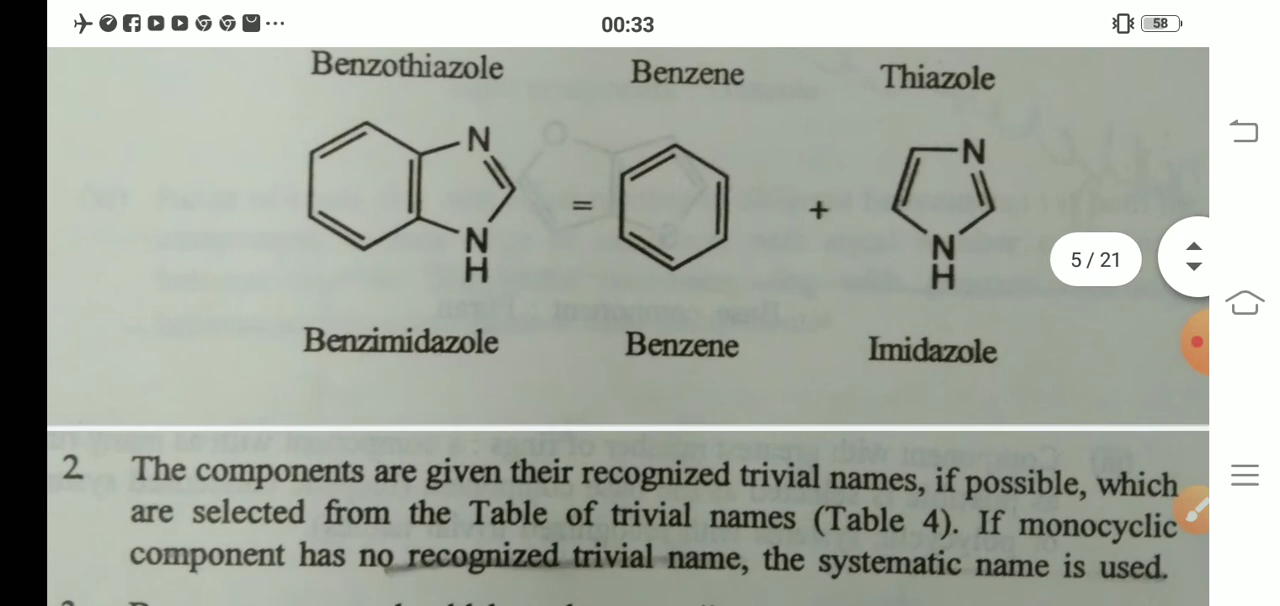 00:33
58
Benzothiazole Benzene Thiazole
N N
= +
N N
H H
5 / 21
Benzimidazole Benzene Imidazole
2 The components are given their recognized trivial names, if possible, which
are selected from the Table of trivial names (Table 4). If monocyclic
component has no recognized trivial name, the systematic name is used.